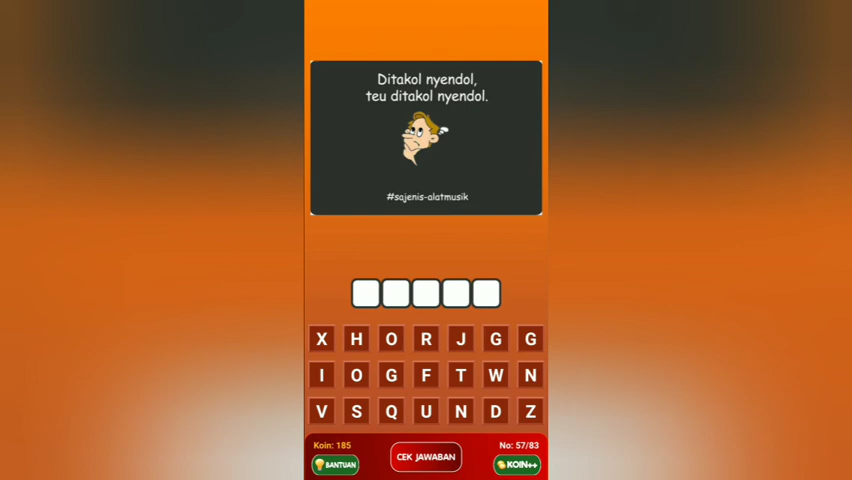 Ditakol nyendol,
teu ditakol nyendol.
#sajenis-alatmusik
X H O R J G G
I O G F T W N
V S Q U N D Z
Koin: 185
No: 57/83
BANTUAN
CEK JAWABAN
KOIN++